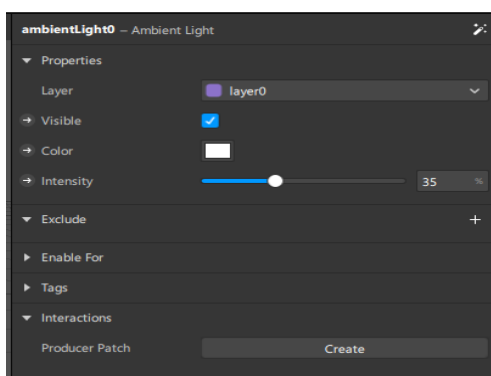 ambientLight0 – Ambient Light
Properties
Layer layer0
Visible
Color
Intensity 35 %
Exclude +
Enable For
Tags
Interactions
Producer Patch Create